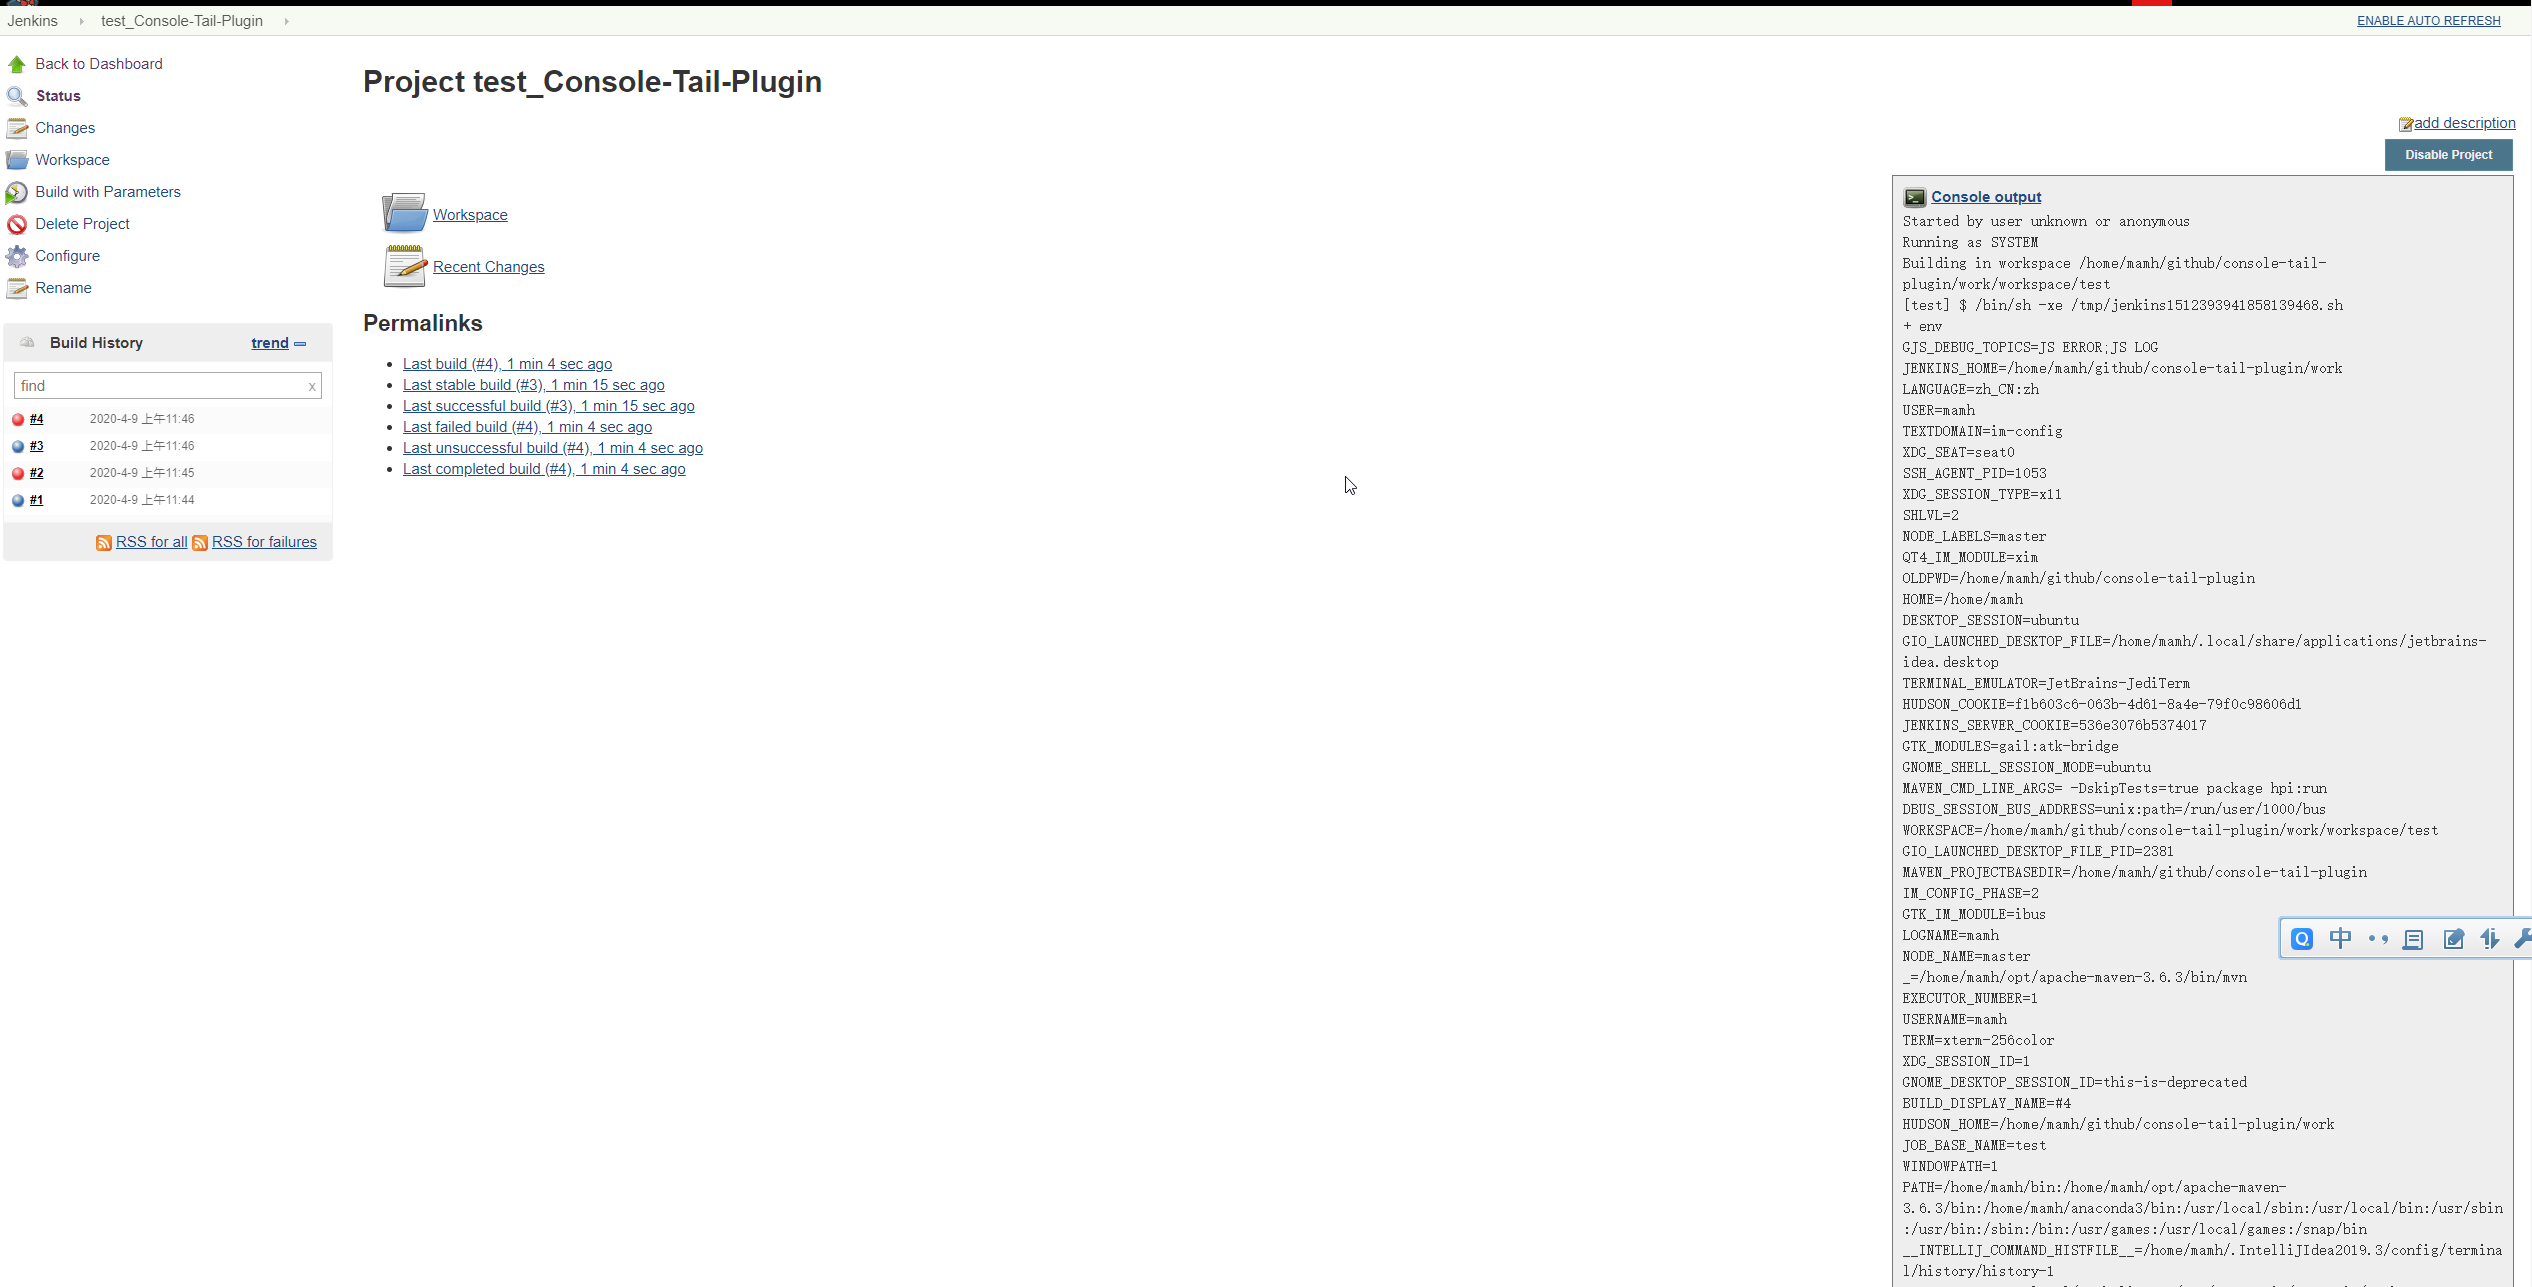 Jenkins
test_Console-Tail-Plugin
ENABLE AUTO REFRESH
Back to Dashboard
Status
Changes
Workspace
Build with Parameters
Delete Project
Configure
Rename
Build History
trend
find
x
#4 2020-4-9 上午11:46
#3 2020-4-9 上午11:46
#2 2020-4-9 上午11:45
#1 2020-4-9 上午11:44
RSS for all RSS for failures
Project test_Console-Tail-Plugin
add description
Disable Project
Workspace
Recent Changes
Permalinks
Last build (#4), 1 min 4 sec ago
Last stable build (#3), 1 min 15 sec ago
Last successful build (#3), 1 min 15 sec ago
Last failed build (#4), 1 min 4 sec ago
Last unsuccessful build (#4), 1 min 4 sec ago
Last completed build (#4), 1 min 4 sec ago
Console output
Started by user unknown or anonymous
Running as SYSTEM
Building in workspace /home/mamh/github/console-tail-
plugin/work/workspace/test
[test] $ /bin/sh -xe /tmp/jenkins1512393941858139468.sh
+ env
GJS_DEBUG_TOPICS=JS ERROR;JS LOG
JENKINS_HOME=/home/mamh/github/console-tail-plugin/work
LANGUAGE=zh_CN:zh
USER=mamh
TEXTDOMAIN=im-config
XDG_SEAT=seat0
SSH_AGENT_PID=1053
XDG_SESSION_TYPE=x11
SHLVL=2
NODE_LABELS=master
QT4_IM_MODULE=xim
OLDPWD=/home/mamh/github/console-tail-plugin
HOME=/home/mamh
DESKTOP_SESSION=ubuntu
GIO_LAUNCHED_DESKTOP_FILE=/home/mamh/.local/share/applications/jetbrains-
idea.desktop
TERMINAL_EMULATOR=JetBrains-JediTerm
HUDSON_COOKIE=f1b603c6-063b-4d61-8a4e-79f0c98606d1
JENKINS_SERVER_COOKIE=536e3076b5374017
GTK_MODULES=gail:atk-bridge
GNOME_SHELL_SESSION_MODE=ubuntu
MAVEN_CMD_LINE_ARGS= -DskipTests=true package hpi:run
DBUS_SESSION_BUS_ADDRESS=unix:path=/run/user/1000/bus
WORKSPACE=/home/mamh/github/console-tail-plugin/work/workspace/test
GIO_LAUNCHED_DESKTOP_FILE_PID=2381
MAVEN_PROJECTBASEDIR=/home/mamh/github/console-tail-plugin
IM_CONFIG_PHASE=2
GTK_IM_MODULE=ibus
LOGNAME=mamh
NODE_NAME=master
_=/home/mamh/opt/apache-maven-3.6.3/bin/mvn
EXECUTOR_NUMBER=1
USERNAME=mamh
TERM=xterm-256color
XDG_SESSION_ID=1
GNOME_DESKTOP_SESSION_ID=this-is-deprecated
BUILD_DISPLAY_NAME=#4
HUDSON_HOME=/home/mamh/github/console-tail-plugin/work
JOB_BASE_NAME=test
WINDOWPATH=1
PATH=/home/mamh/bin:/home/mamh/opt/apache-maven-
3.6.3/bin:/home/mamh/anaconda3/bin:/usr/local/sbin:/usr/local/bin:/usr/sbin
:/usr/bin:/sbin:/bin:/usr/games:/usr/local/games:/snap/bin
__INTELLIJ_COMMAND_HISTFILE__=/home/mamh/.IntelliJIdea2019.3/config/termina
l/history/history-1
中